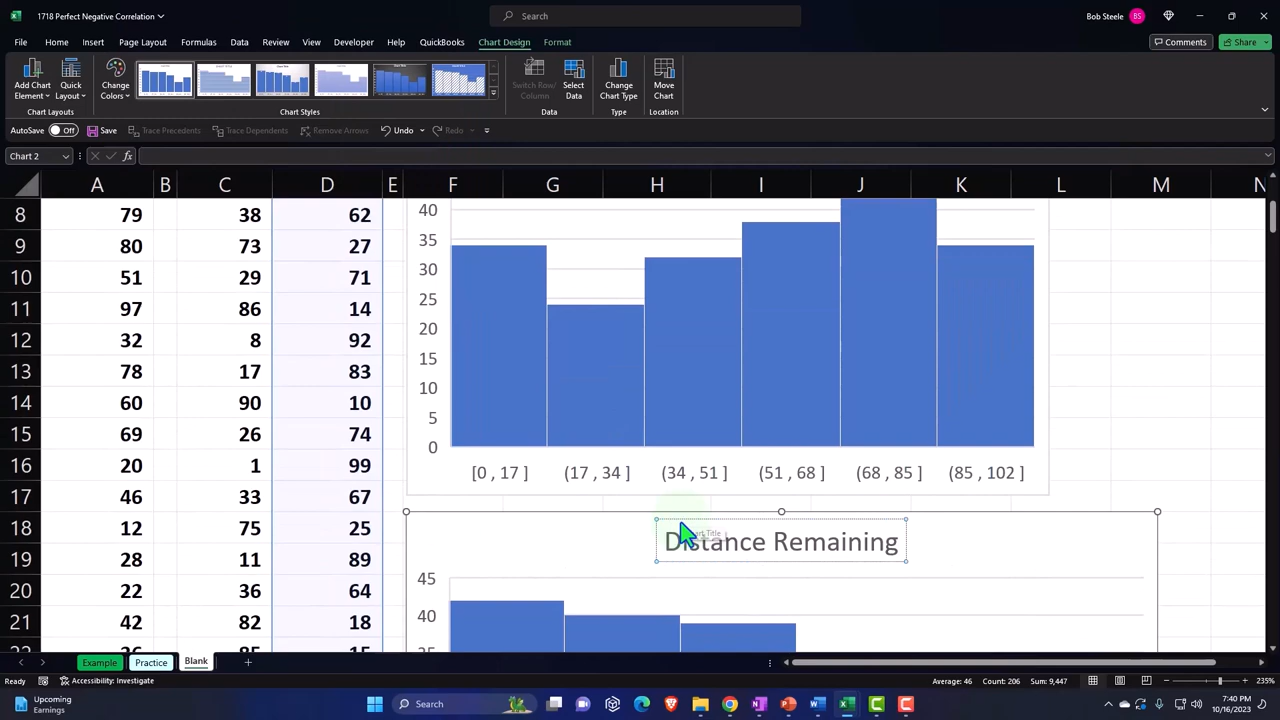 1718 Perfect Negative Correlation
Search
Bob Steele BS
File Home Insert Page Layout Formulas Data Review View Developer Help QuickBooks Chart Design Format
Comments Share
Add Chart Element
Quick Layout
Change Colors
Switch Row/ Column
Select Data
Change Chart Type
Move Chart
Chart Layouts Chart Styles Data Type Location
AutoSave Off Save Trace Precedents Trace Dependents Remove Arrows Undo Redo
Chart 2 fx
A B C D E F G H I J K L M N
8 79 38 62
9 80 73 27
10 51 29 71
11 97 86 14
12 32 8 92
13 78 17 83
14 60 90 10
15 69 26 74
16 20 1 99
17 46 33 67
18 12 75 25
19 28 11 89
20 22 36 64
21 42 82 18
40
35
30
25
20
15
10
5
0
[0 , 17 ] (17 , 34 ] (34 , 51 ] (51 , 68 ] (68 , 85 ] (85 , 102 ]
Distance Remaining
45
40
Example Practice Blank
Ready Accessibility: Investigate Average: 46 Count: 206 Sum: 9,447 235%
Upcoming
Earnings
Search
7:40 PM
10/16/2023